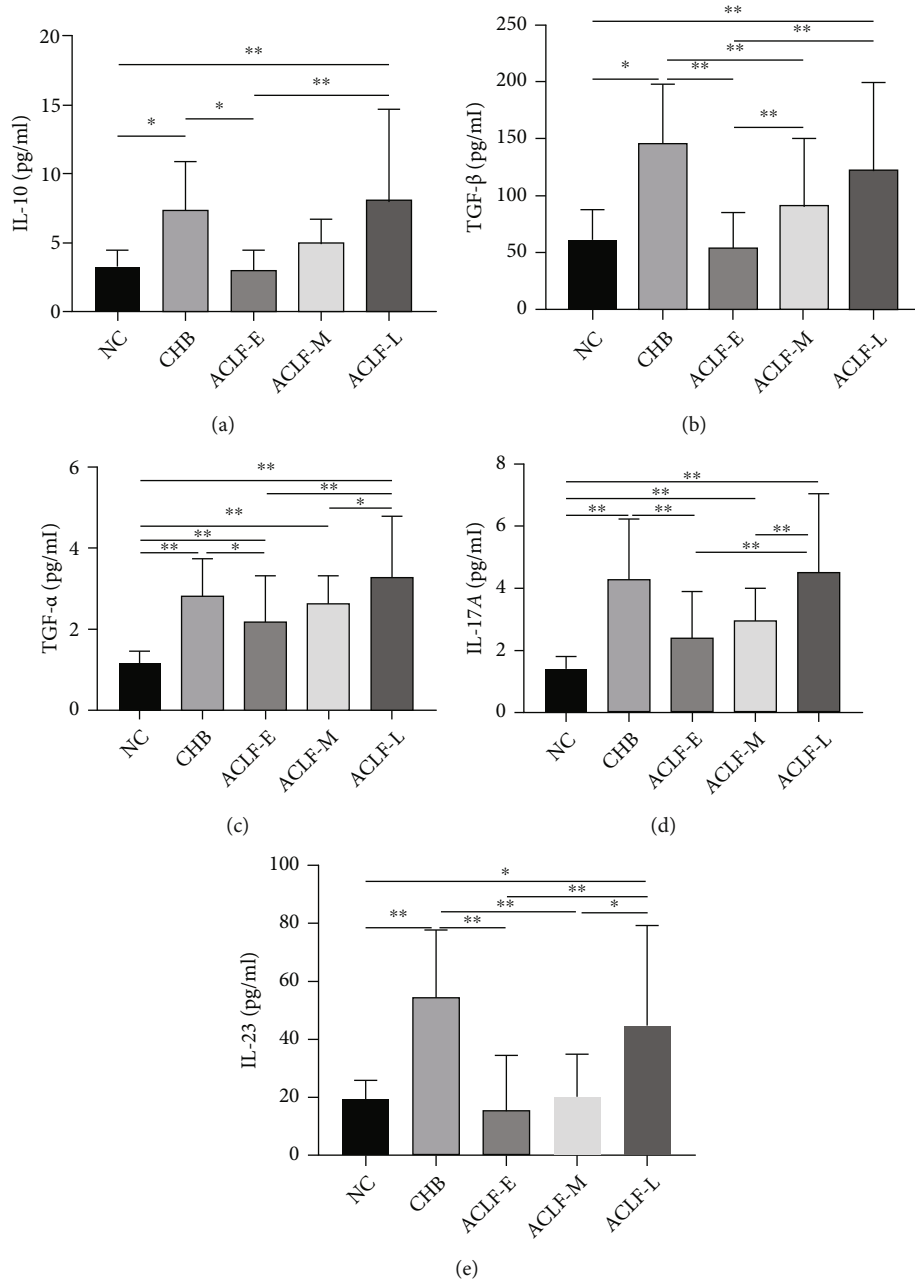 IL-10 (pg/ml)
20
15
10
5
0
**
**
*
*
NC
CHB
ACLF-E
ACLF-M
ACLF-L
(a)
TGF-β (pg/ml)
250
200
150
100
50
0
**
**
**
*
**
**
NC
CHB
ACLF-E
ACLF-M
ACLF-L
(b)
TGF-α (pg/ml)
6
4
2
0
**
**
*
**
**
**
*
NC
CHB
ACLF-E
ACLF-M
ACLF-L
(c)
IL-17A (pg/ml)
8
6
4
2
0
**
**
**
**
**
**
NC
CHB
ACLF-E
ACLF-M
ACLF-L
(d)
IL-23 (pg/ml)
100
80
60
40
20
0
*
**
**
*
**
**
NC
CHB
ACLF-E
ACLF-M
ACLF-L
(e)